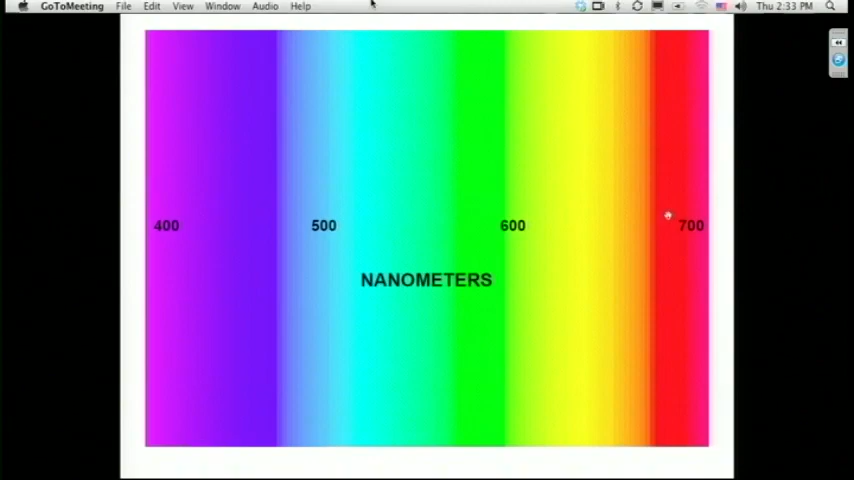 GoToMeeting File Edit View Window Audio Help Thu 2:33 PM
400 500 600 700
NANOMETERS